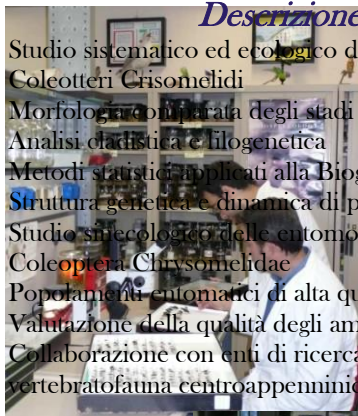 Descrizione
Studio sistematico ed ecologico d
Coleotteri Crisomelidi
Morfologia comparata degli stadi
Analisi cladistica e filogenetica
Metodi statistici applicati alla Biog
Struttura genetica e dinamica di p
Studio sinecologico delle entomo
Coleoptera Chrysomelidae
Popolamenti entomatici di alta qu
Valutazione della qualità degli am
Collaborazione con enti di ricerca
vertebratofauna centroappenninic